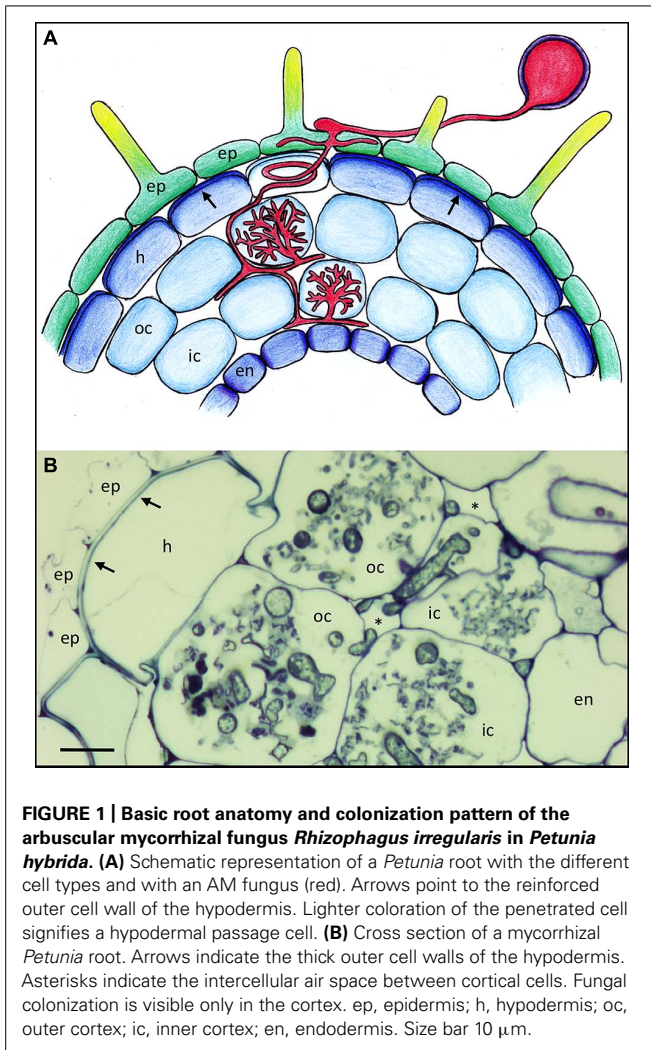 A
ep
ep
h
oc
ic
en
B
ep
h
oc
*
ep
oc
*
ic
ep
ic
en
FIGURE 1 | Basic root anatomy and colonization pattern of the
arbuscular mycorrhizal fungus Rhizophagus irregularis in Petunia
hybrida. (A) Schematic representation of a Petunia root with the different
cell types and with an AM fungus (red). Arrows point to the reinforced
outer cell wall of the hypodermis. Lighter coloration of the penetrated cell
signifies a hypodermal passage cell. (B) Cross section of a mycorrhizal
Petunia root. Arrows indicate the thick outer cell walls of the hypodermis.
Asterisks indicate the intercellular air space between cortical cells. Fungal
colonization is visible only in the cortex. ep, epidermis; h, hypodermis; oc,
outer cortex; ic, inner cortex; en, endodermis. Size bar 10 μm.